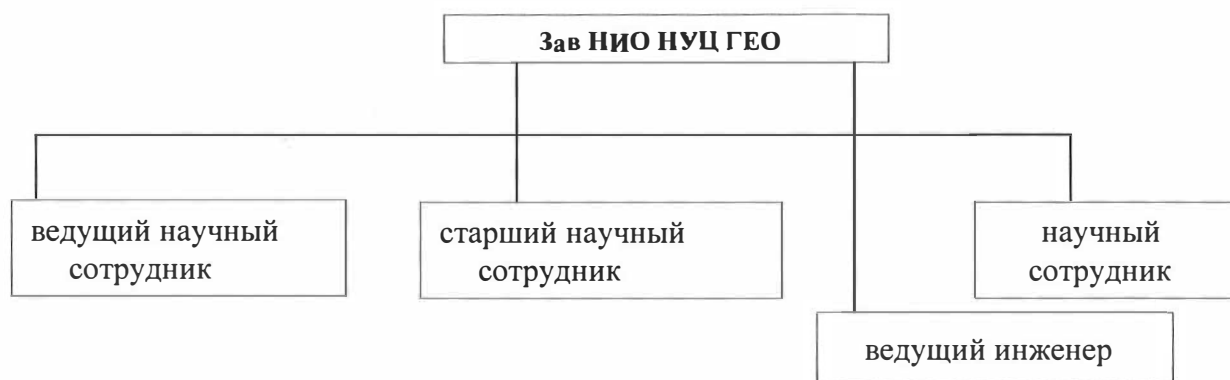 Зав НИО НУЦ ГЕО
ведущий научный
сотрудник
старший научный
сотрудник
научный
сотрудник
ведущий инженер